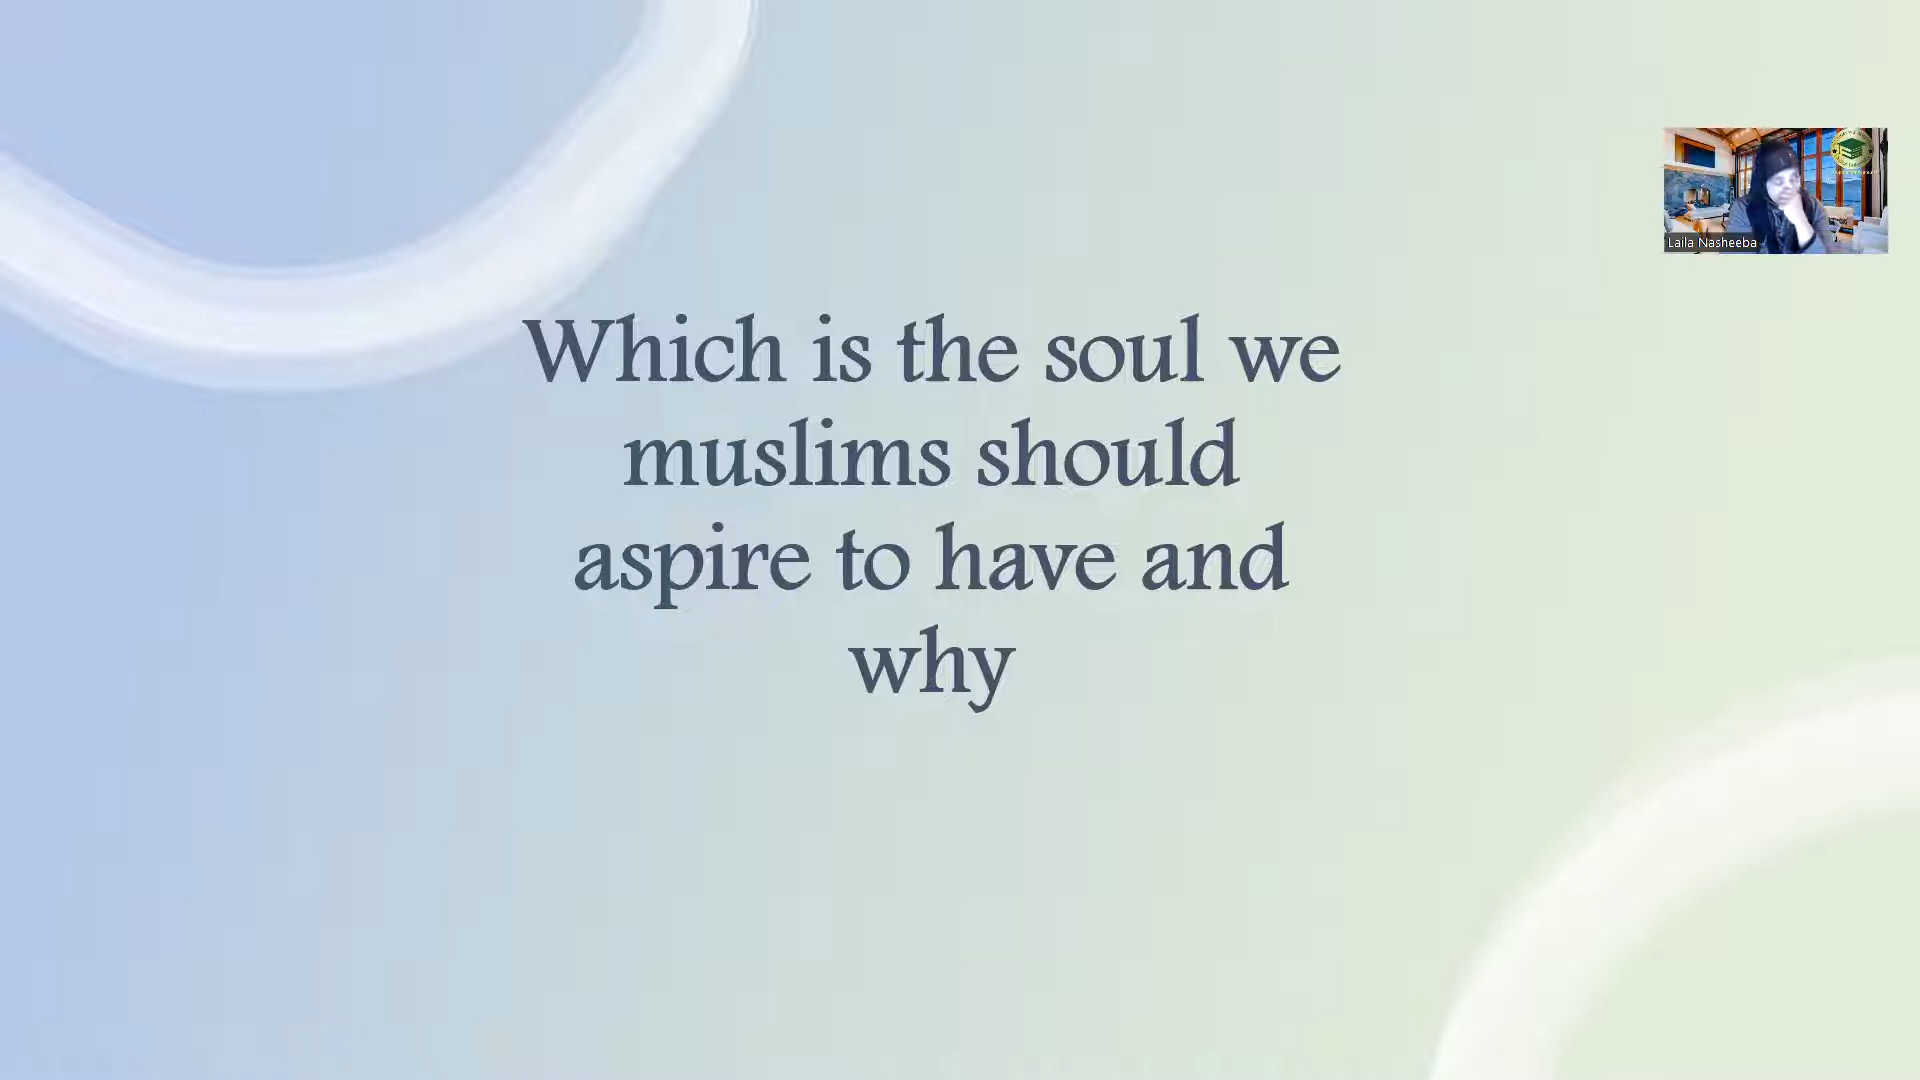 Which is the soul we
muslims should
aspire to have and
why
Laila Nasheeba